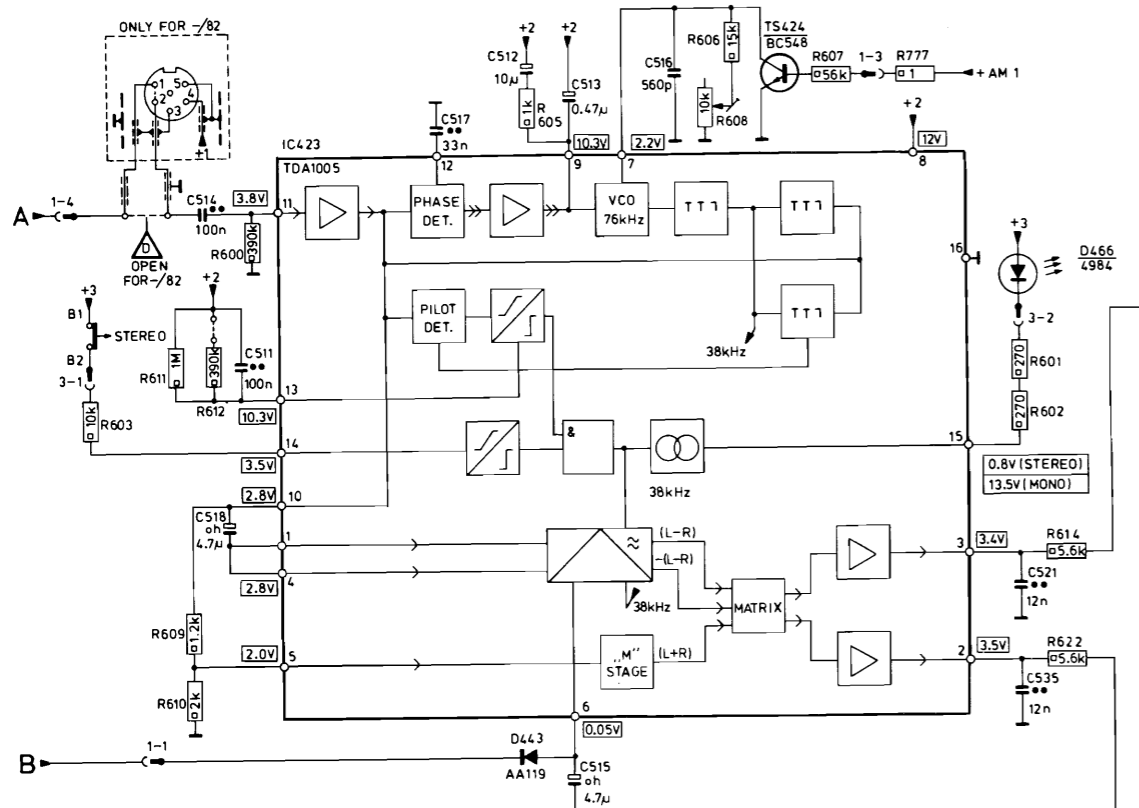 ONLY FOR -/82
1
2
3
5
4
+1
A
1-4
D
OPEN
FOR-/82
C514
100n
R600
390k
3.8V
11
IC423
TDA1005
C517
33n
12
+2
C512
10µ
1k
R
605
+2
C513
0.47µ
10.3V
9
2.2V
7
C516
560p
R606
15k
10k
R608
TS424
BC548
R607
56k
1-3
R777
1
+ AM 1
+2
12V
8
PHASE
DET.
VCO
76kHz
16
+3
D466
4984
3-2
R601
270
R602
270
+3
B1
STEREO
B2
3-1
10k
R603
+2
R611
1M
390k
R612
C511
100n
13
10.3V
PILOT
DET.
38kHz
14
3.5V
&
38kHz
15
0.8V (STEREO)
13.5V (MONO)
2.8V
10
C518
oh
4.7µ
1
4
2.8V
≈
(L-R)
-(L-R)
38kHz
MATRIX
3
3.4V
R614
5.6k
C521
12n
R609
1.2k
2.0V
5
R610
2k
„M"
STAGE
(L+R)
2
3.5V
R622
5.6k
C535
12n
6
0.05V
B
1-1
D443
AA119
C515
oh
4.7µ